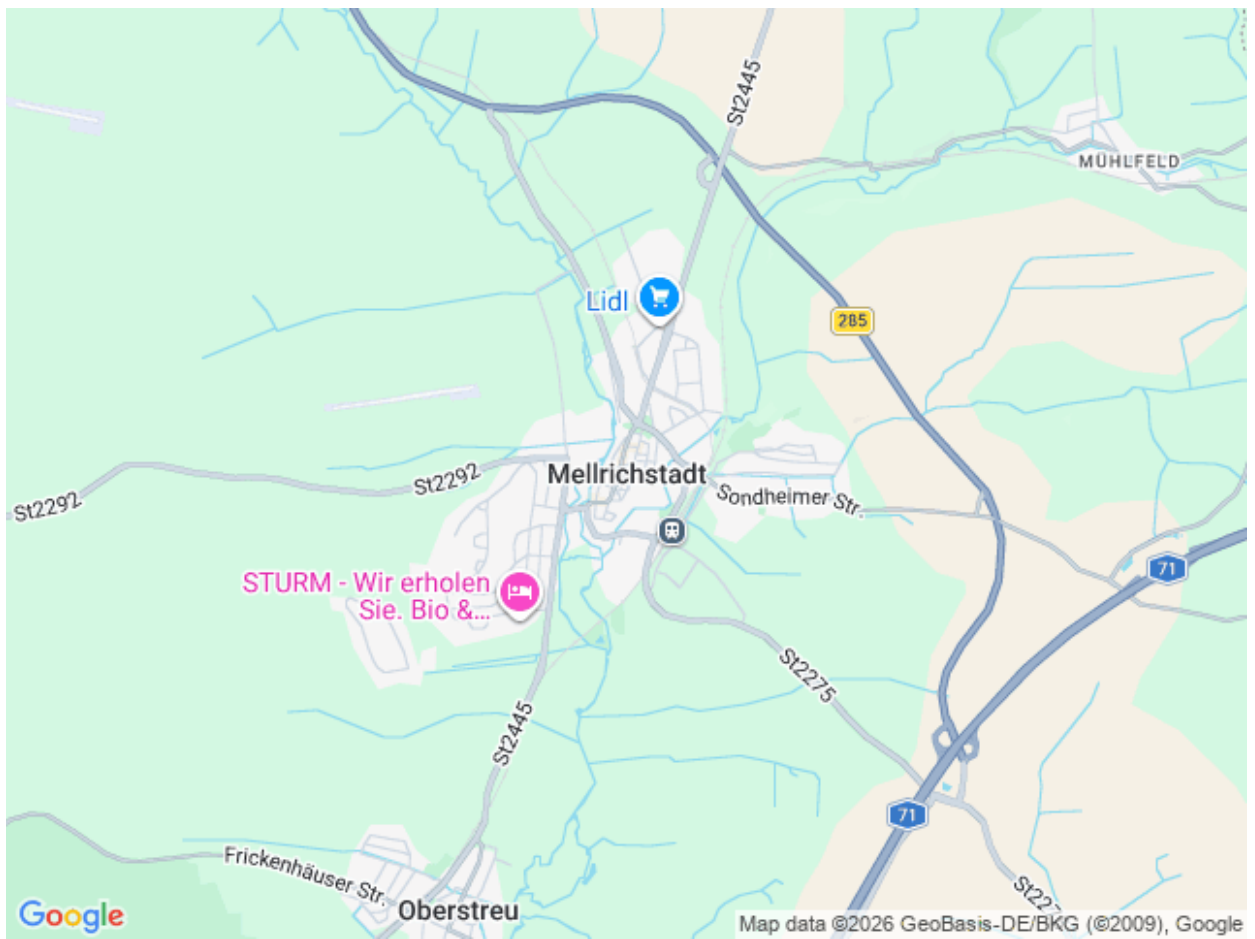 St2445
MÜHLFELD
Lidl
285
St2292
St2292
Mellrichstadt
Sondheimer Str.
71
STURM - Wir erholen
Sie. Bio &...
St2275
St2445
71
Frickenhäuser Str.
Oberstreu
St227
Google
Map data ©2026 GeoBasis-DE/BKG (©2009), Google